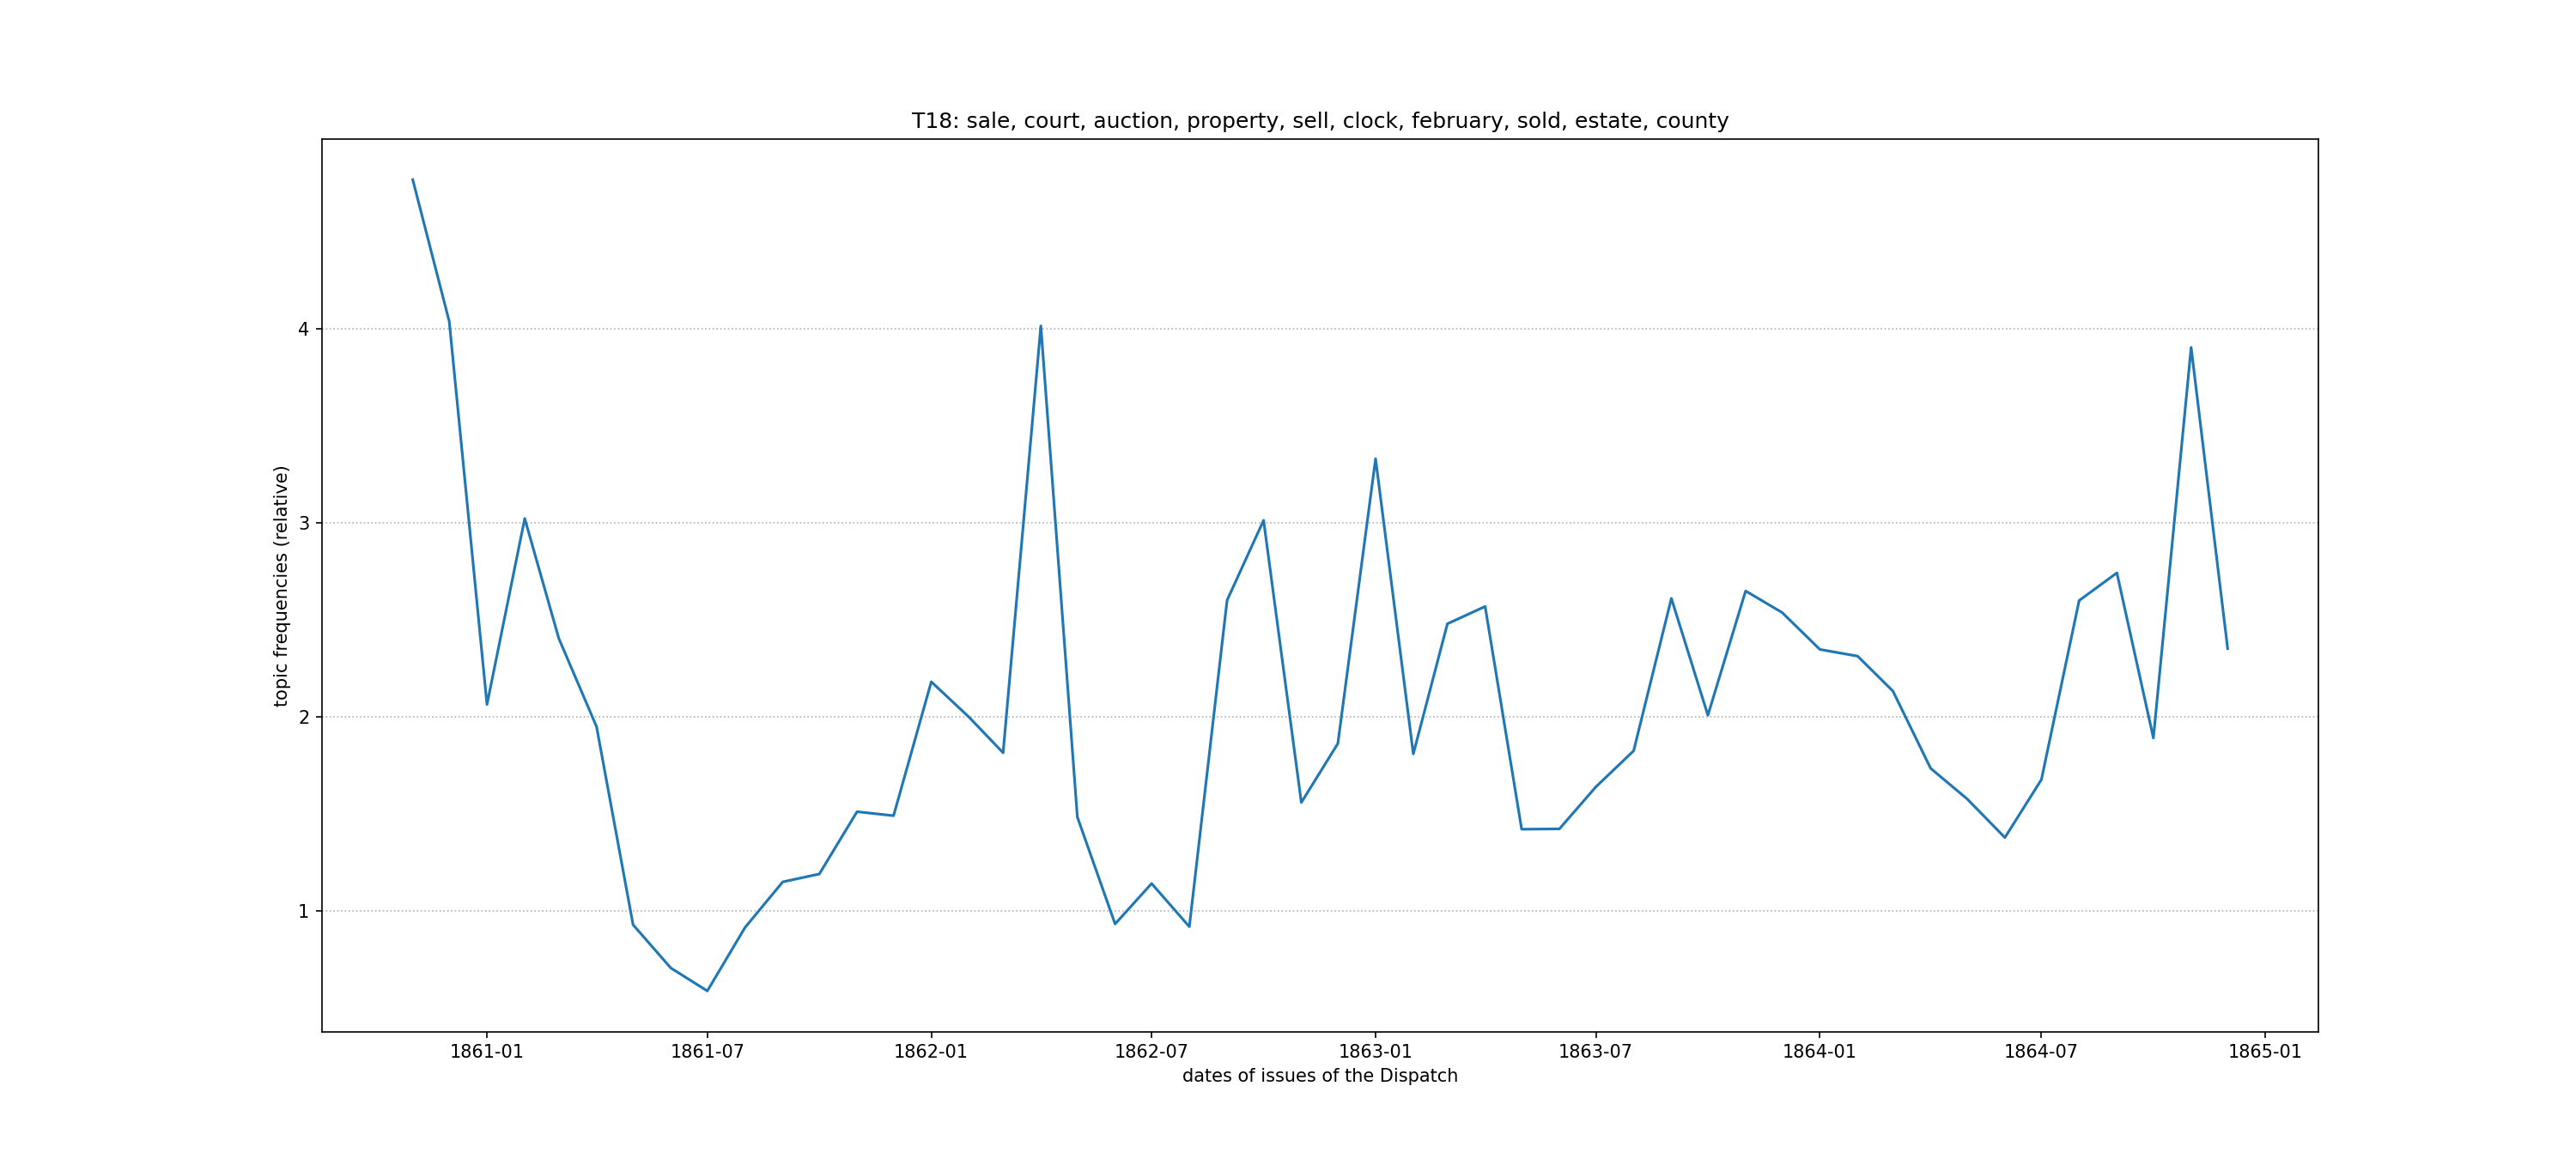 T18: sale, court, auction, property, sell, clock, february, sold, estate, county
topic frequencies (relative)
4
3
2
1
1861-01 1861-07 1862-01 1862-07 1863-01 1863-07 1864-01 1864-07 1865-01
dates of issues of the Dispatch